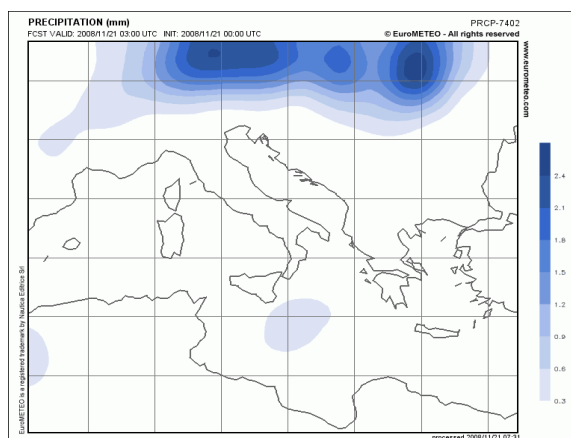 PRECIPITATION (mm)
PRCP-7402
FCST VALID: 2008/11/21 03:00 UTC INIT: 2008/11/21 00:00 UTC
© EuroMETEO - All rights reserved
www.eurometeo.com
2.4
2.1
1.8
1.5
1.2
0.9
0.6
0.3
EuroMETEO is a registered trademark by Nautica Editrice Srl
processed 2008/11/21 07:31